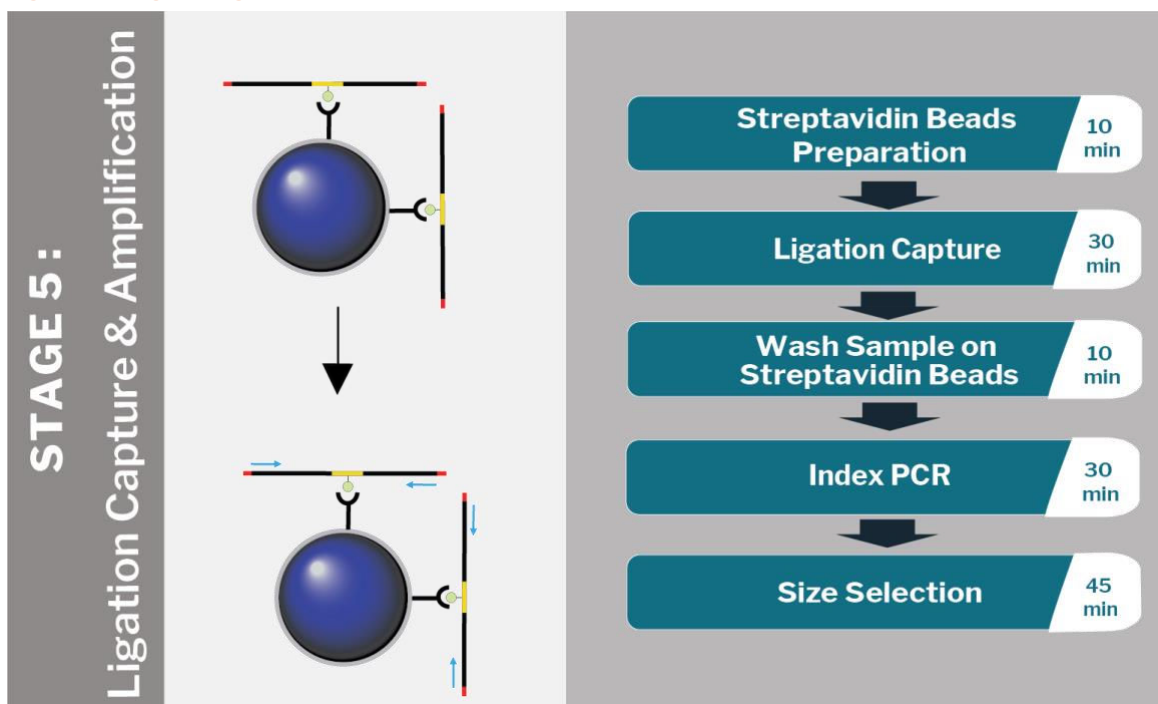 STAGE 5:
Ligation Capture & Amplification
Streptavidin Beads
Preparation
10
min
Ligation Capture
30
min
Wash Sample on
Streptavidin Beads
10
min
Index PCR
30
min
Size Selection
45
min